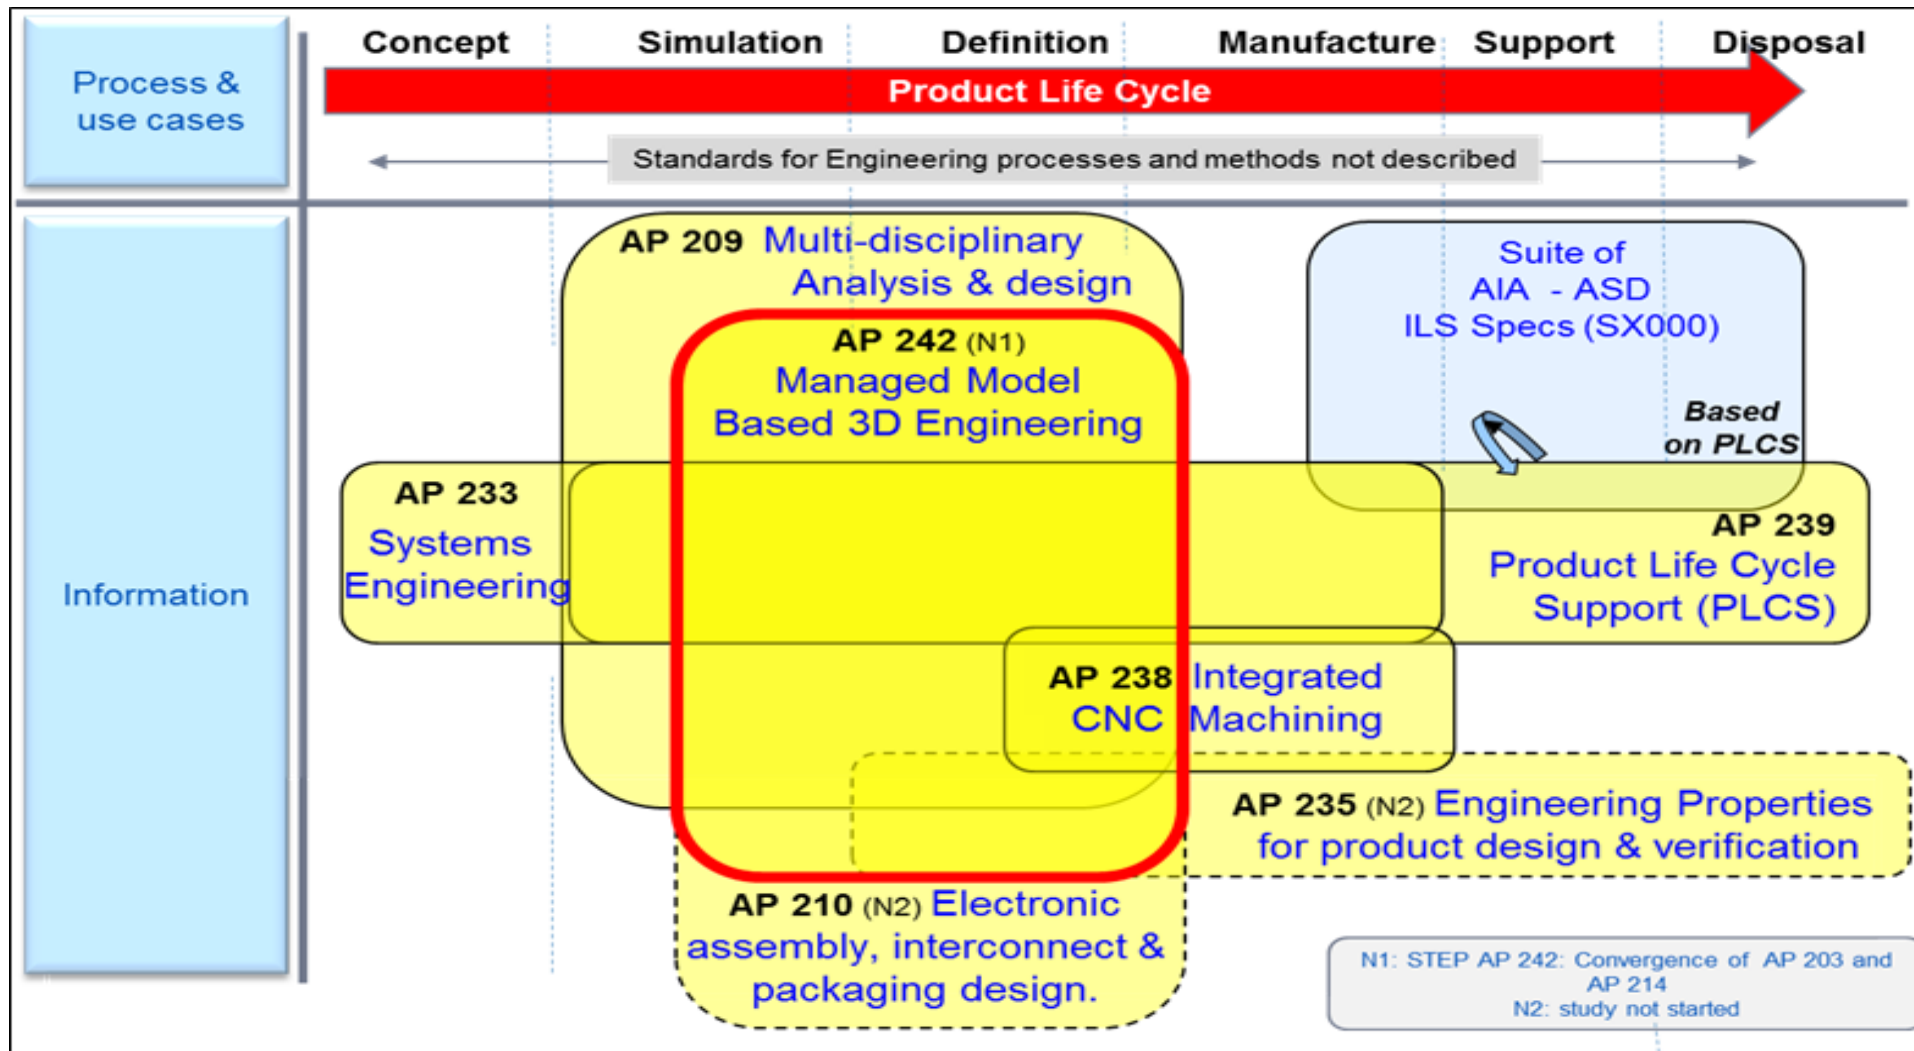 Process &
use cases
Concept
Simulation
Definition
Manufacture
Support
Disposal
Product Life Cycle
Standards for Engineering processes and methods not described
Information
AP 209 Multi-disciplinary
Analysis & design
Suite of
AIA - ASD
ILS Specs (SX000)
Based
on PLCS
AP 242 (N1)
Managed Model
Based 3D Engineering
AP 233
Systems
Engineering
AP 239
Product Life Cycle
Support (PLCS)
AP 238 Integrated
CNC Machining
AP 235 (N2) Engineering Properties
for product design & verification
AP 210 (N2) Electronic
assembly, interconnect &
packaging design.
N1: STEP AP 242: Convergence of AP 203 and
AP 214
N2: study not started